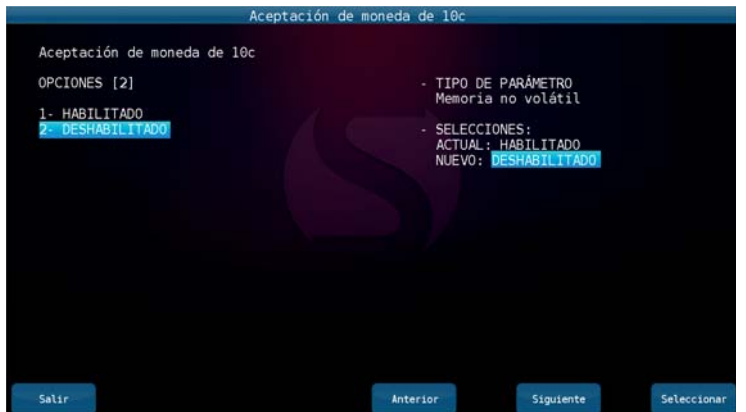 Aceptación de moneda de 10c
Aceptación de moneda de 10c
OPCIONES [2]
1- HABILITADO
2- DESHABILITADO
- TIPO DE PARÁMETRO
Memoria no volátil
- SELECCIONES:
ACTUAL: HABILITADO
NUEVO: DESHABILITADO
Salir
Anterior
Siguiente
Seleccionar